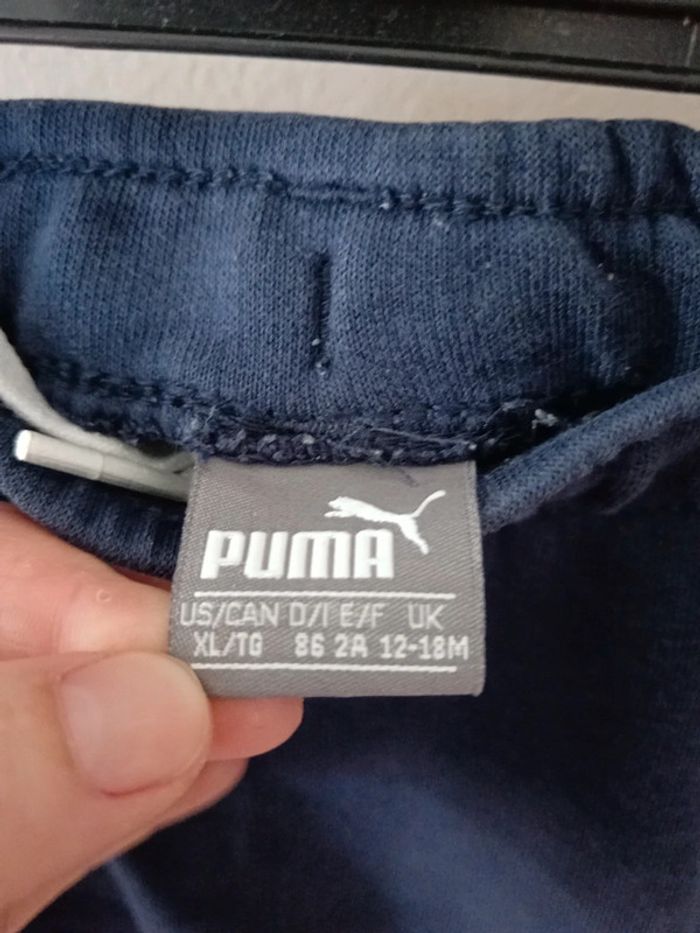 PUMA
US/CAN D/I E/F UK
XL/TG 86 2A 12-18M